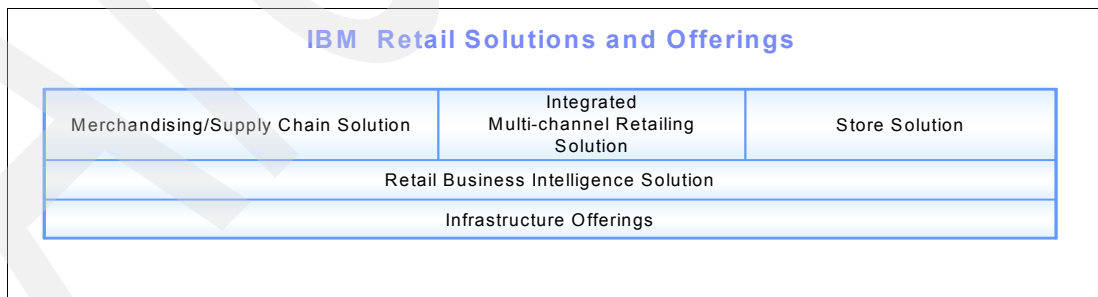 IBM Retail Solutions and Offerings
Merchandising/Supply Chain Solution
Integrated
Multi-channel Retailing
Solution
Store Solution
Retail Business Intelligence Solution
Infrastructure Offerings